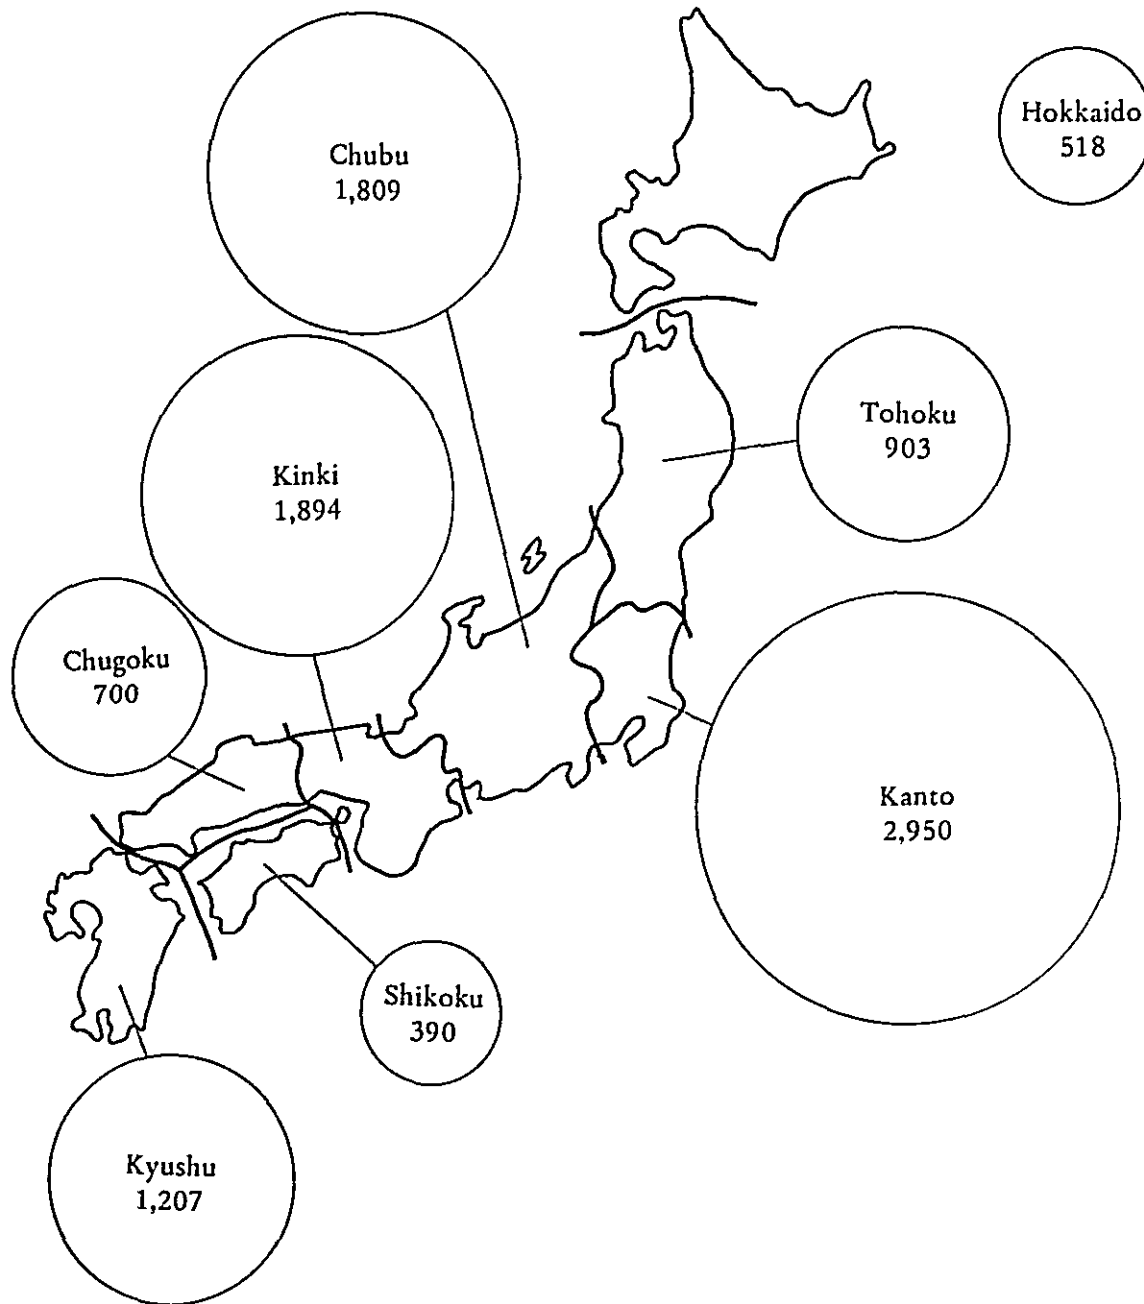 Hokkaido
518
Chubu
1,809
Tohoku
903
Kinki
1,894
Chugoku
700
Kanto
2,950
Shikoku
390
Kyushu
1,207